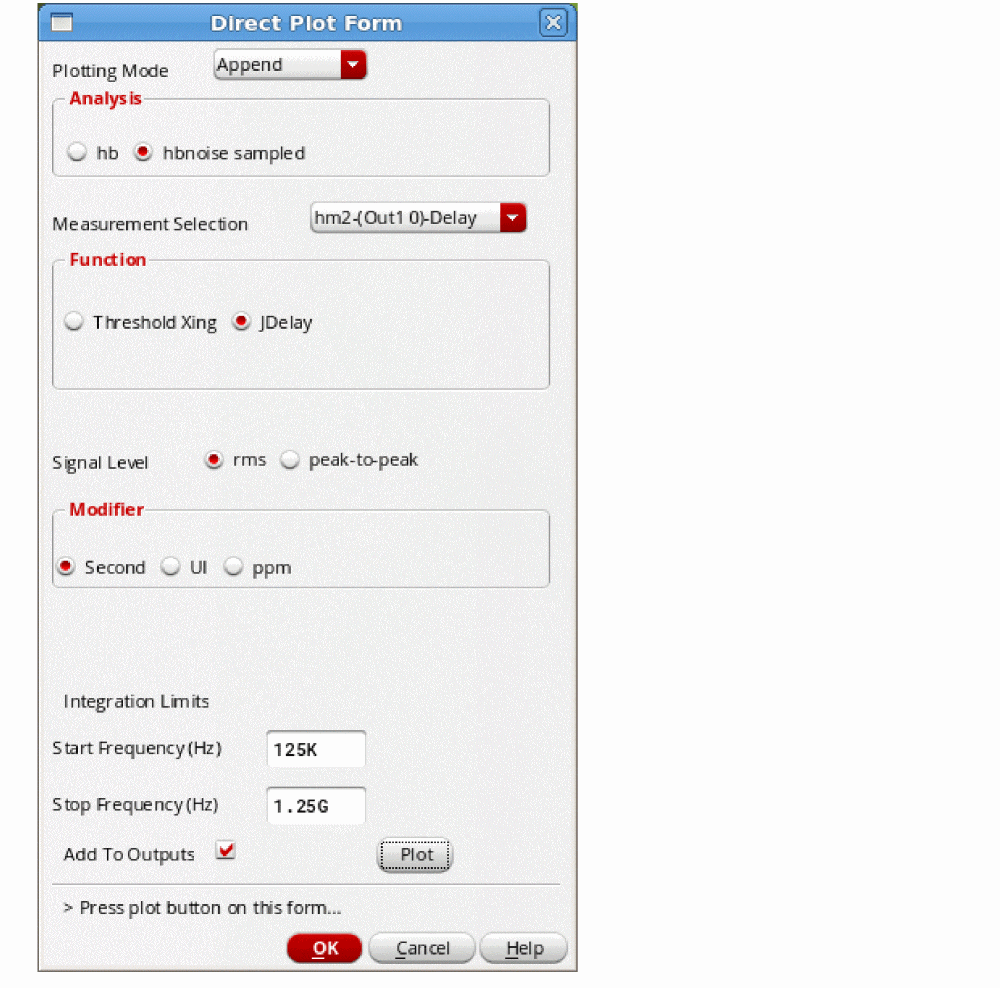 Direct Plot Form
Plotting Mode Append
Analysis
hb hbnoise sampled
Measurement Selection hm2-(Out1 0)-Delay
Function
Threshold Xing JDelay
Signal Level rms peak-to-peak
Modifier
Second UI ppm
Integration Limits
Start Frequency(Hz) 125K
Stop Frequency(Hz) 1.25G
Add To Outputs Plot
> Press plot button on this form...
OK Cancel Help